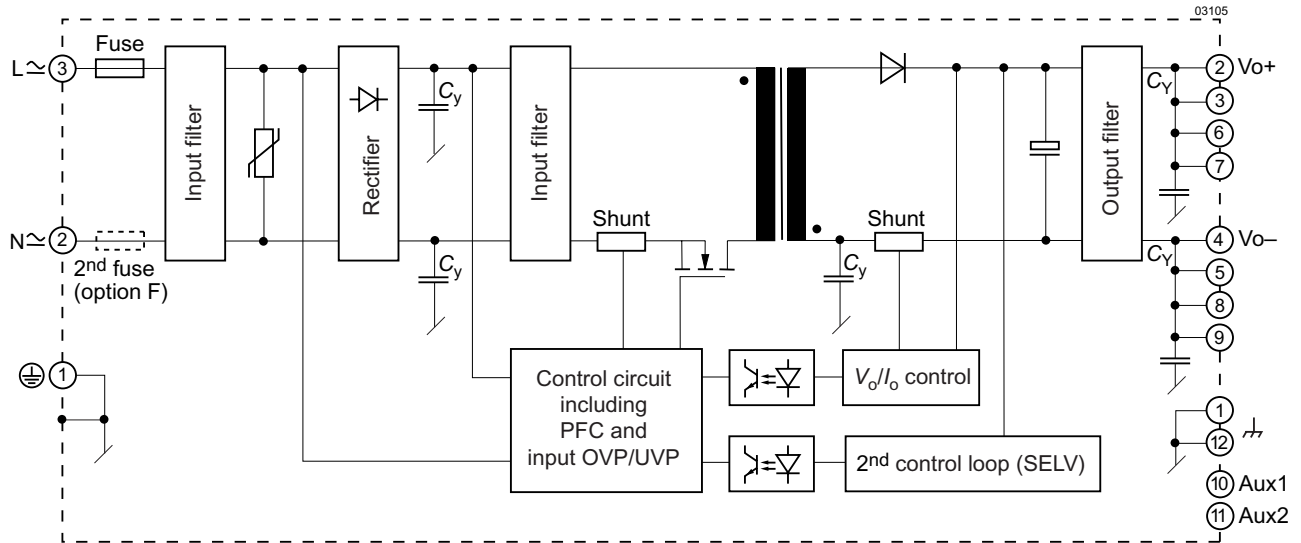 03105
Fuse
L
3
Input filter
Rectifier
Cy
Input filter
Output filter
CY
2 Vo+
3
6
7
N
2
2nd fuse
(option F)
Cy
Shunt
Cy
Shunt
CY
4 Vo–
5
8
9
1
Control circuit
including
PFC and
input OVP/UVP
Vo/Io control
2nd control loop (SELV)
1
12
10 Aux1
11 Aux2